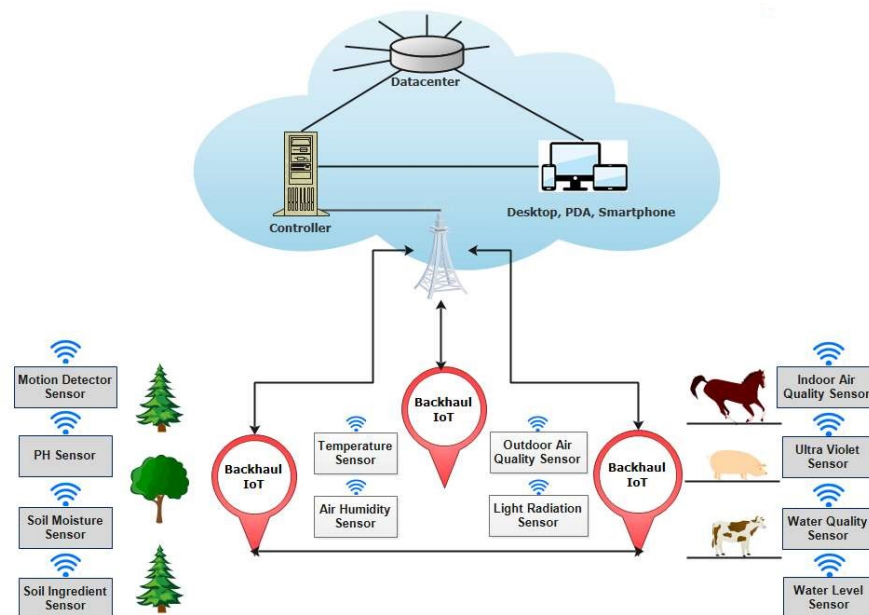 Datacenter
Controller
Desktop, PDA, Smartphone
Motion Detector
Sensor
PH Sensor
Soil Moisture
Sensor
Soil Ingredient
Sensor
Backhaul
IoT
Temperature
Sensor
Air Humidity
Sensor
Backhaul
IoT
Outdoor Air
Quality Sensor
Light Radiation
Sensor
Backhaul
IoT
Indoor Air
Quality Sensor
Ultra Violet
Sensor
Water Quality
Sensor
Water Level
Sensor